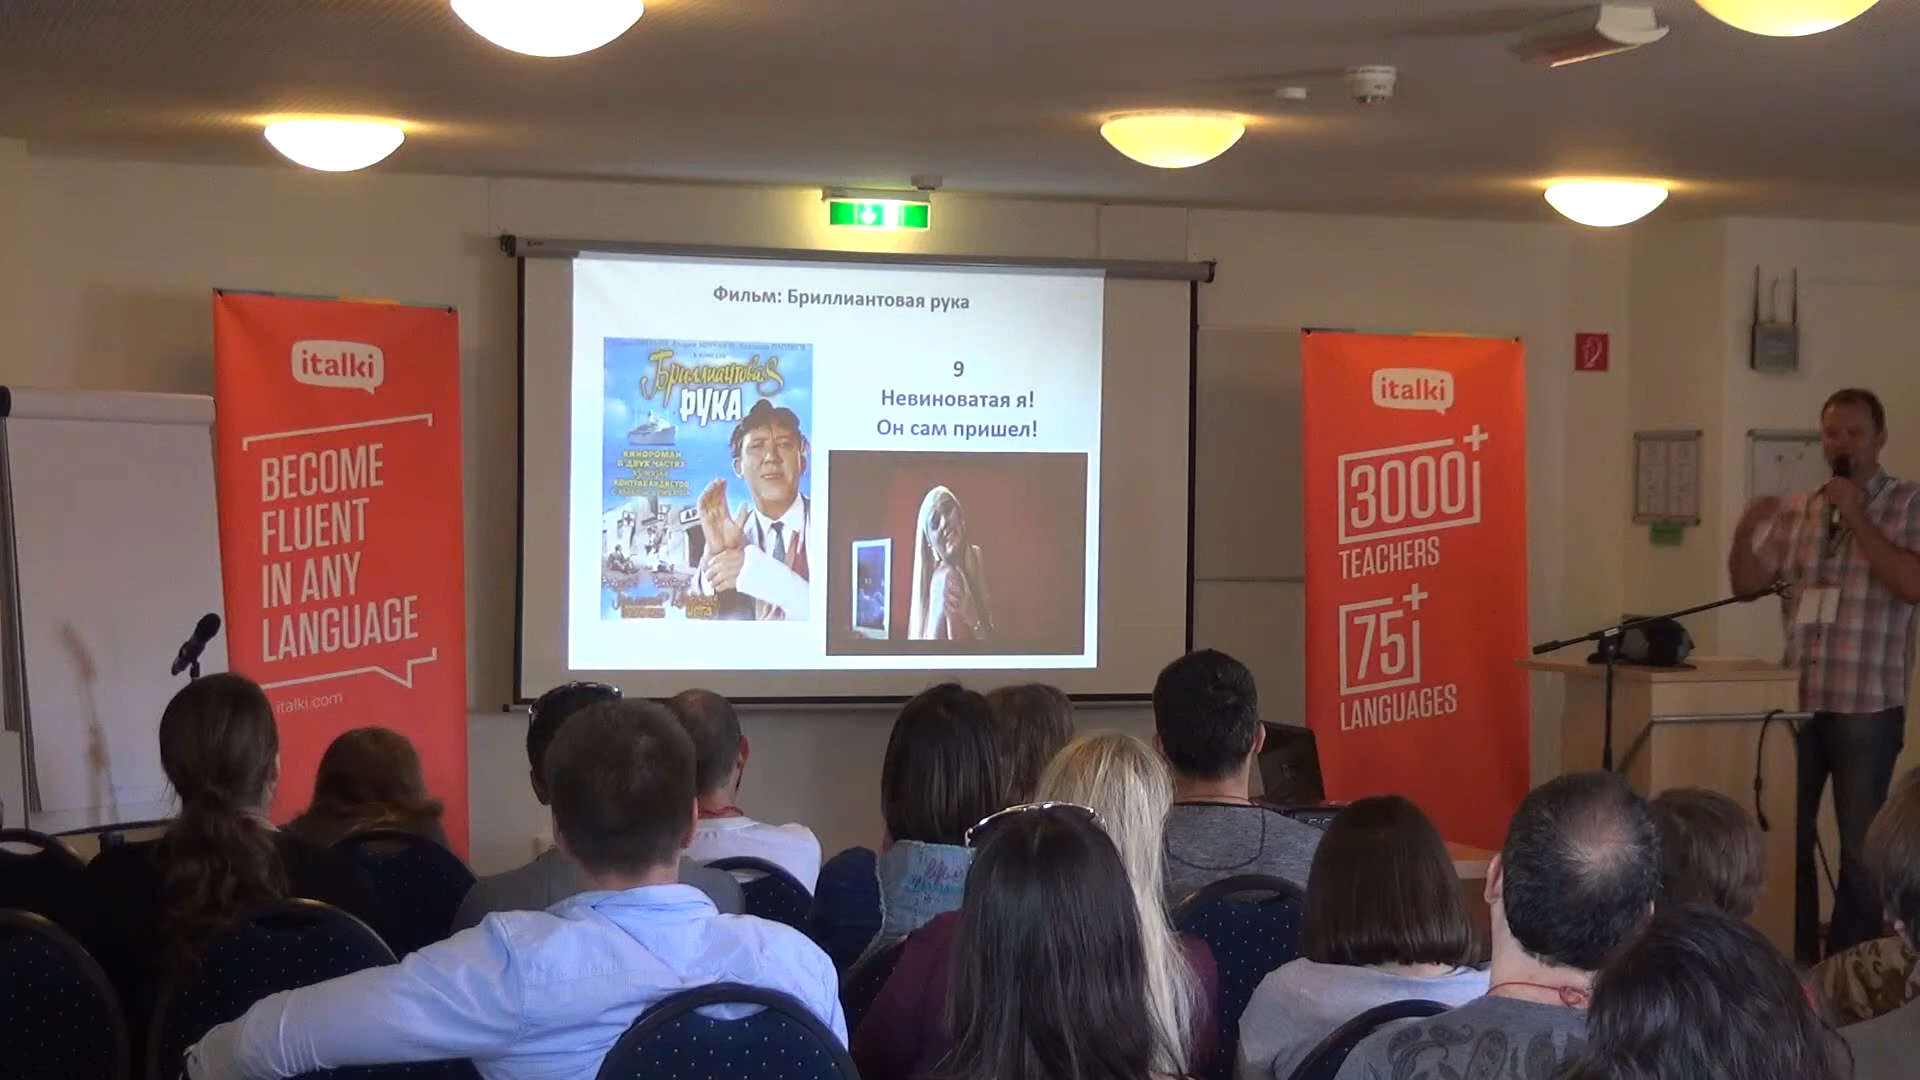 Фильм: Бриллиантовая рука
Бриллиантовая
РУКА
КИНОРОМАН
В ДВУХ ЧАСТЯХ
9
Невиноватая я!
Он сам пришел!
italki
BECOME
FLUENT
IN ANY
LANGUAGE
italki.com
italki
3000+
TEACHERS
75+
LANGUAGES